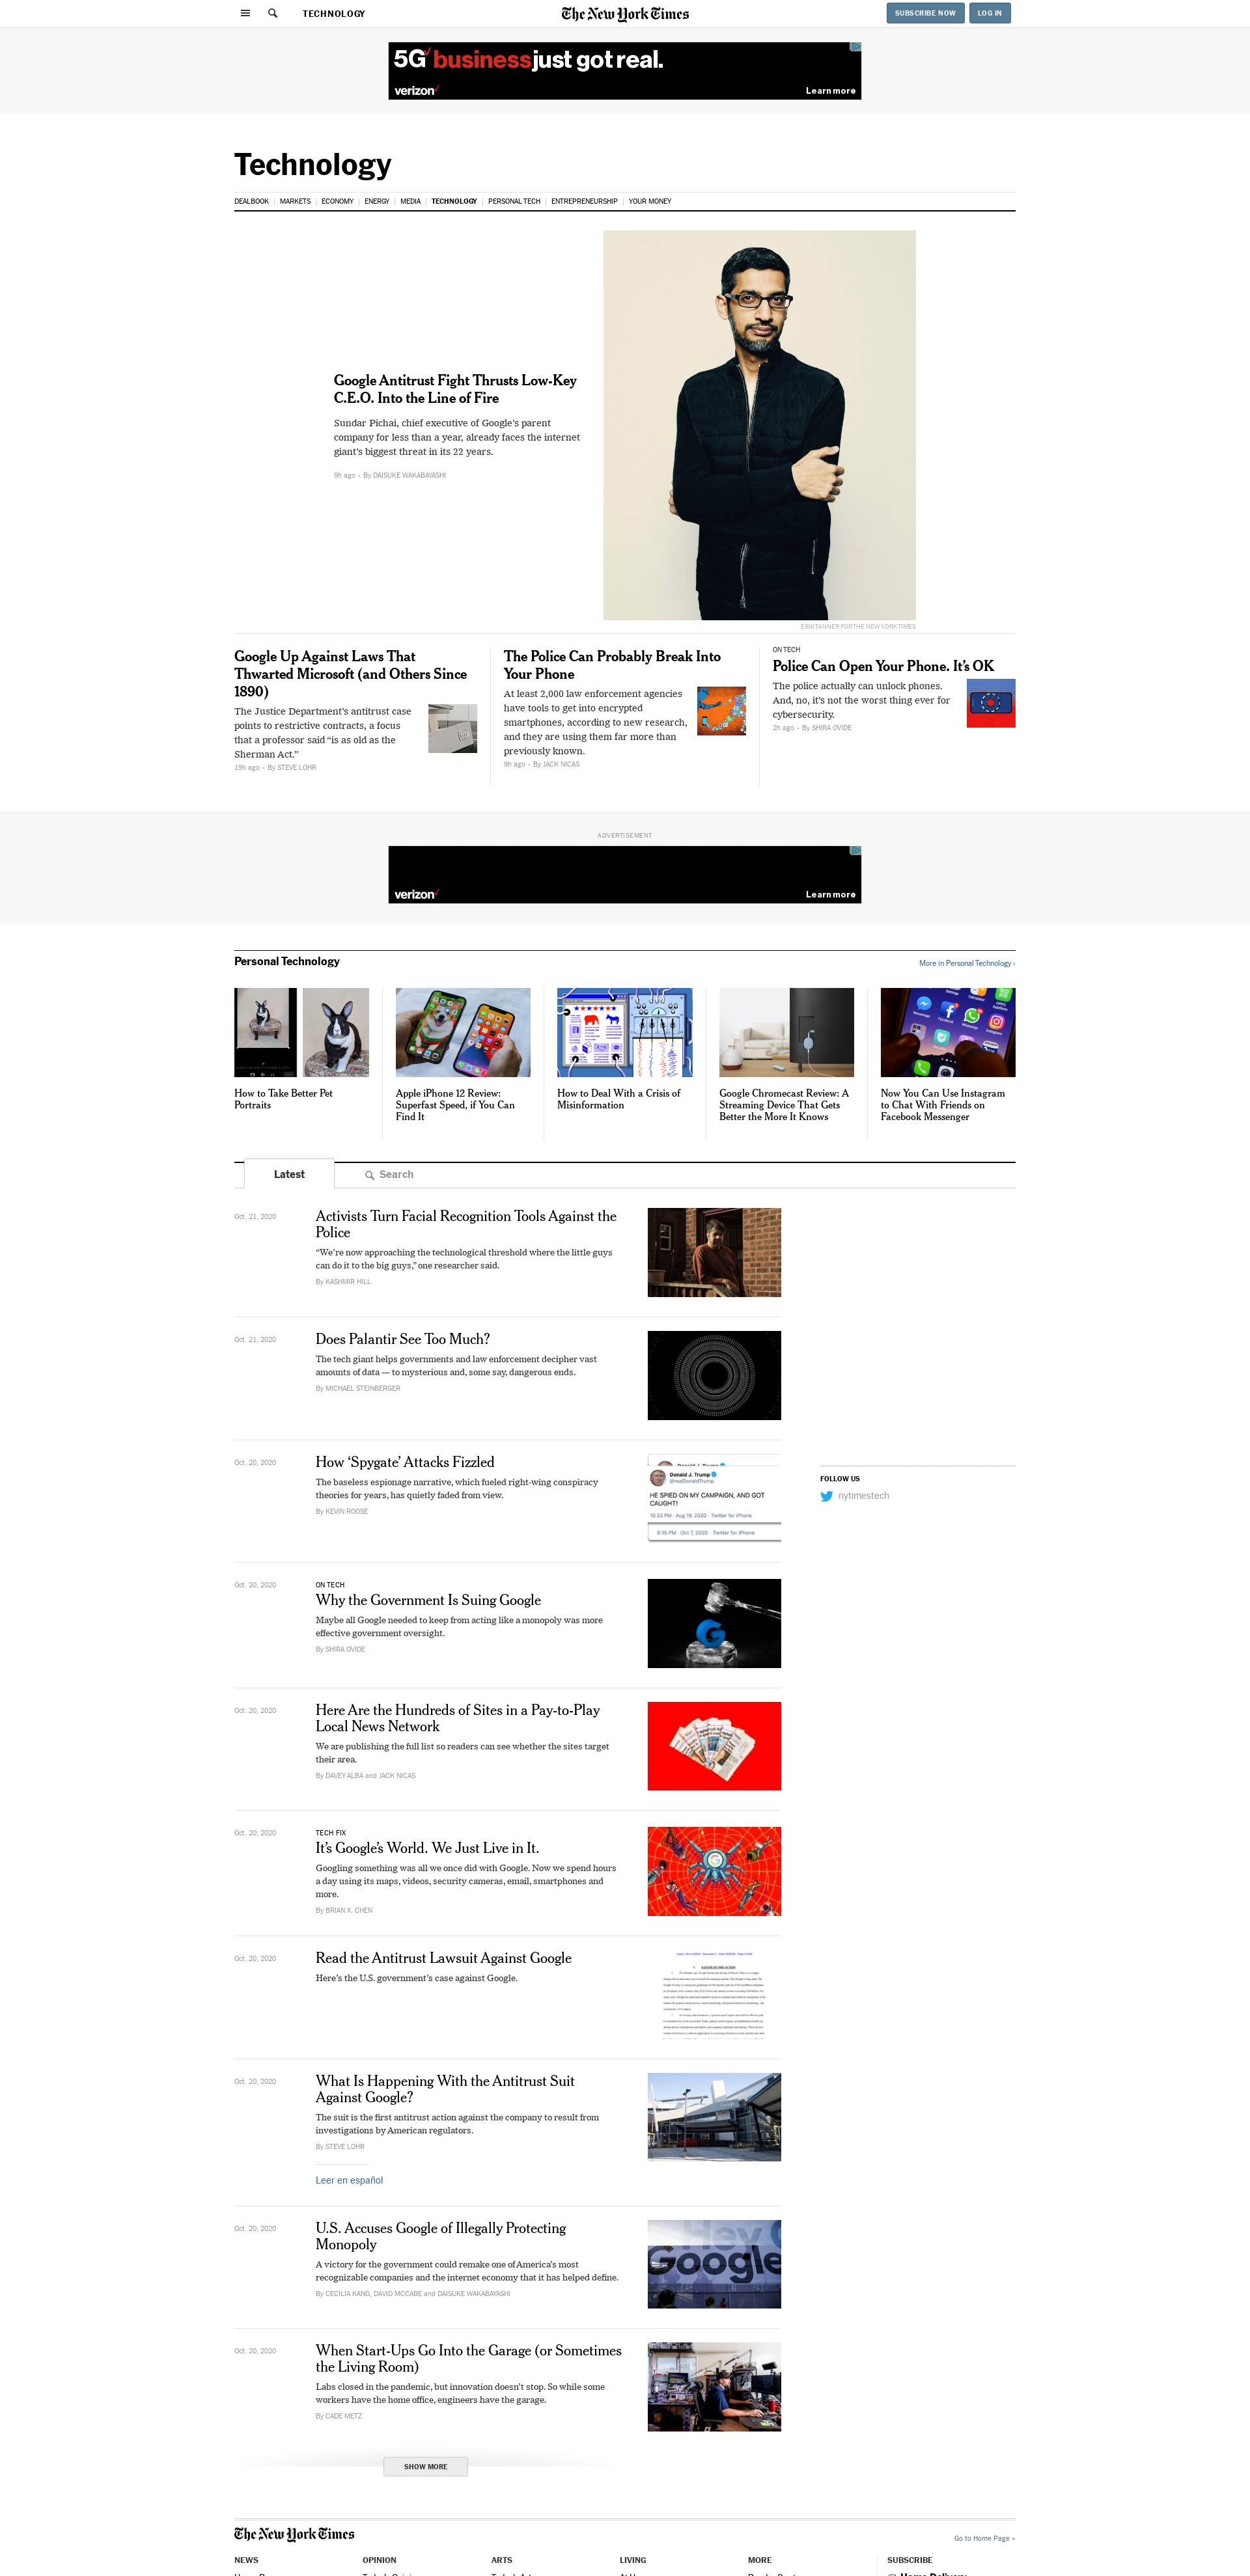 TECHNOLOGY
The New York Times
SUBSCRIBE NOW
LOG IN
5G business just got real.
verizon
Learn more
Technology
DEALBOOK | MARKETS | ECONOMY | ENERGY | MEDIA | TECHNOLOGY | PERSONAL TECH | ENTREPRENEURSHIP | YOUR MONEY
Google Antitrust Fight Thrusts Low-Key
C.E.O. Into the Line of Fire
Sundar Pichai, chief executive of Google’s parent
company for less than a year, already faces the internet
giant’s biggest threat in its 22 years.
9h ago • By DAISUKE WAKABAYASHI
ERIK TANNER FOR THE NEW YORK TIMES
Google Up Against Laws That
Thwarted Microsoft (and Others Since
1890)
The Justice Department’s antitrust case
points to restrictive contracts, a focus
that a professor said “is as old as the
Sherman Act.”
19h ago • By STEVE LOHR
The Police Can Probably Break Into
Your Phone
At least 2,000 law enforcement agencies
have tools to get into encrypted
smartphones, according to new research,
and they are using them far more than
previously known.
9h ago • By JACK NICAS
ON TECH
Police Can Open Your Phone. It’s OK
The police actually can unlock phones.
And, no, it’s not the worst thing ever for
cybersecurity.
2h ago • By SHIRA OVIDE
ADVERTISEMENT
verizon
Learn more
Personal Technology
More in Personal Technology ›
How to Take Better Pet
Portraits
Apple iPhone 12 Review:
Superfast Speed, if You Can
Find It
How to Deal With a Crisis of
Misinformation
Google Chromecast Review: A
Streaming Device That Gets
Better the More It Knows
Now You Can Use Instagram
to Chat With Friends on
Facebook Messenger
Latest
Search
Oct. 21, 2020
Activists Turn Facial Recognition Tools Against the
Police
“We’re now approaching the technological threshold where the little guys
can do it to the big guys,” one researcher said.
By KASHMIR HILL
Oct. 21, 2020
Does Palantir See Too Much?
The tech giant helps governments and law enforcement decipher vast
amounts of data — to mysterious and, some say, dangerous ends.
By MICHAEL STEINBERGER
Oct. 20, 2020
How ‘Spygate’ Attacks Fizzled
The baseless espionage narrative, which fueled right-wing conspiracy
theories for years, has quietly faded from view.
By KEVIN ROOSE
Donald J. Trump
@realDonaldTrump
HE SPIED ON MY CAMPAIGN, AND GOT
CAUGHT!
10:33 PM · Aug 19, 2020 · Twitter for iPhone
8:15 PM · Oct 7, 2020 · Twitter for iPhone
FOLLOW US
nytimestech
Oct. 20, 2020
ON TECH
Why the Government Is Suing Google
Maybe all Google needed to keep from acting like a monopoly was more
effective government oversight.
By SHIRA OVIDE
Oct. 20, 2020
Here Are the Hundreds of Sites in a Pay-to-Play
Local News Network
We are publishing the full list so readers can see whether the sites target
their area.
By DAVEY ALBA and JACK NICAS
Oct. 20, 2020
TECH FIX
It’s Google’s World. We Just Live in It.
Googling something was all we once did with Google. Now we spend hours
a day using its maps, videos, security cameras, email, smartphones and
more.
By BRIAN X. CHEN
Oct. 20, 2020
Read the Antitrust Lawsuit Against Google
Here’s the U.S. government’s case against Google.
Oct. 20, 2020
What Is Happening With the Antitrust Suit
Against Google?
The suit is the first antitrust action against the company to result from
investigations by American regulators.
By STEVE LOHR
Leer en español
Oct. 20, 2020
U.S. Accuses Google of Illegally Protecting
Monopoly
A victory for the government could remake one of America’s most
recognizable companies and the internet economy that it has helped define.
By CECILIA KANG, DAVID MCCABE and DAISUKE WAKABAYASHI
Google
Oct. 20, 2020
When Start-Ups Go Into the Garage (or Sometimes
the Living Room)
Labs closed in the pandemic, but innovation doesn’t stop. So while some
workers have the home office, engineers have the garage.
By CADE METZ
SHOW MORE
The New York Times
Go to Home Page »
NEWS
OPINION
ARTS
LIVING
MORE
SUBSCRIBE